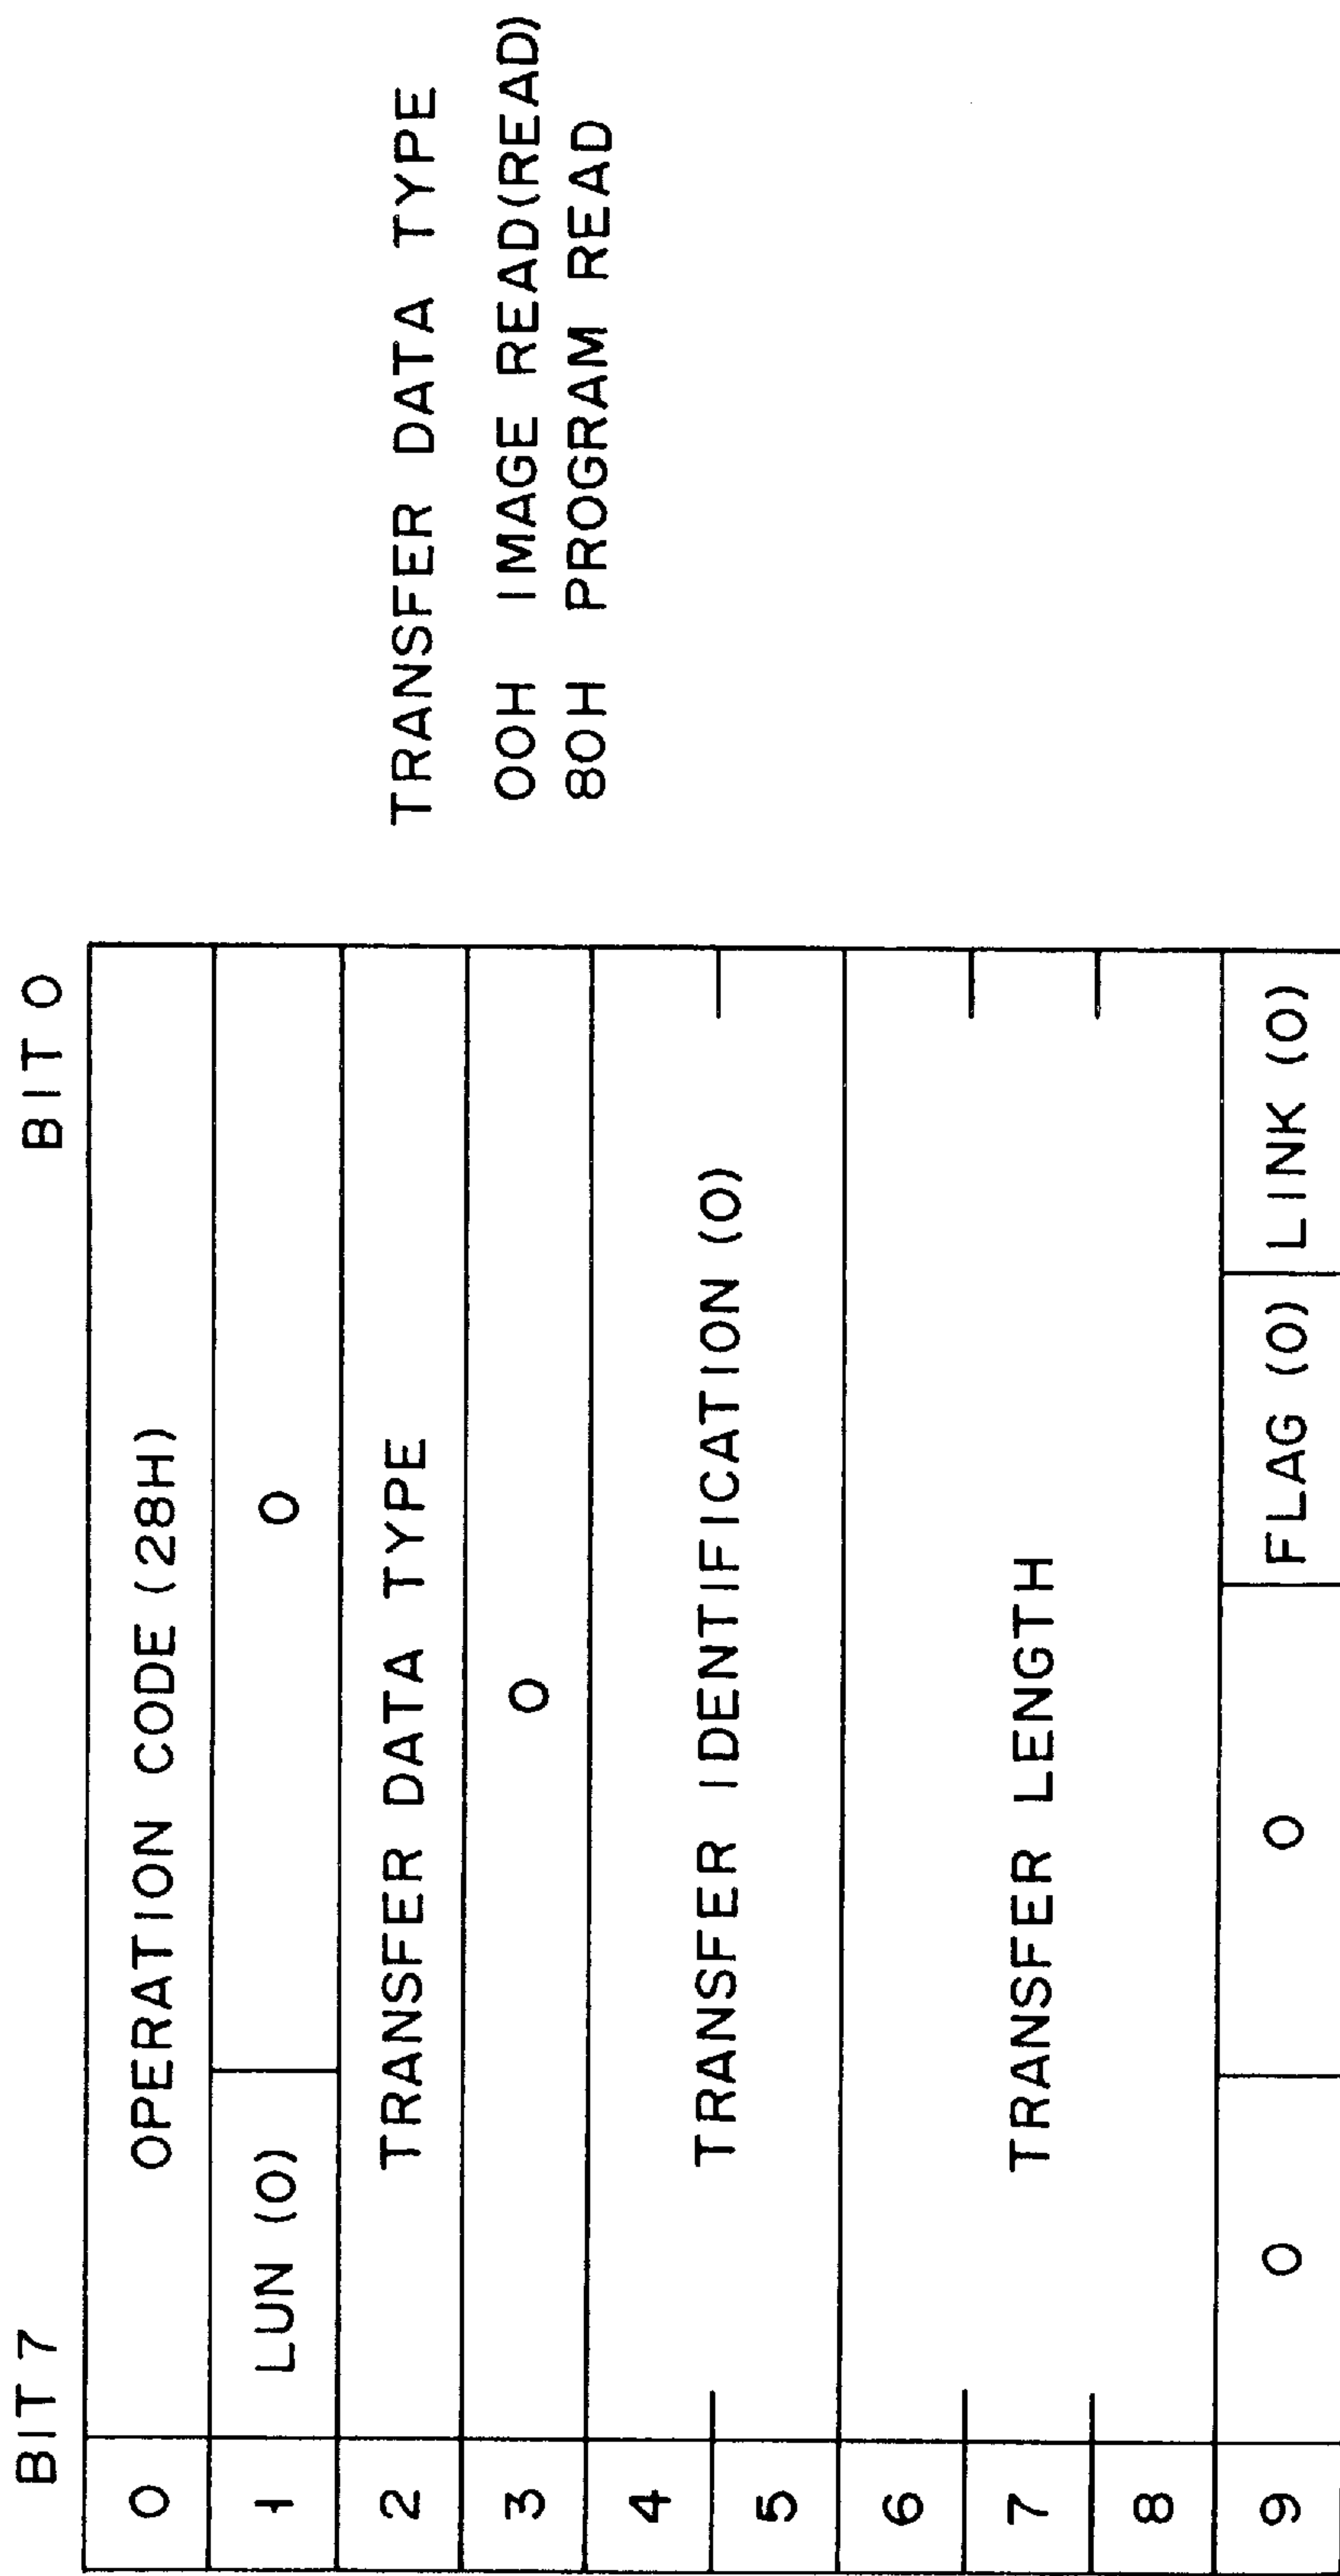 BIT 7 BIT 0
0 OPERATION CODE (28H)
1 LUN (0) 0
2 TRANSFER DATA TYPE
3 0
4
TRANSFER IDENTIFICATION (0)
5
6
7 TRANSFER LENGTH
8
9 0 0 FLAG (0) LINK (0)
TRANSFER DATA TYPE
00H IMAGE READ(READ)
80H PROGRAM READ